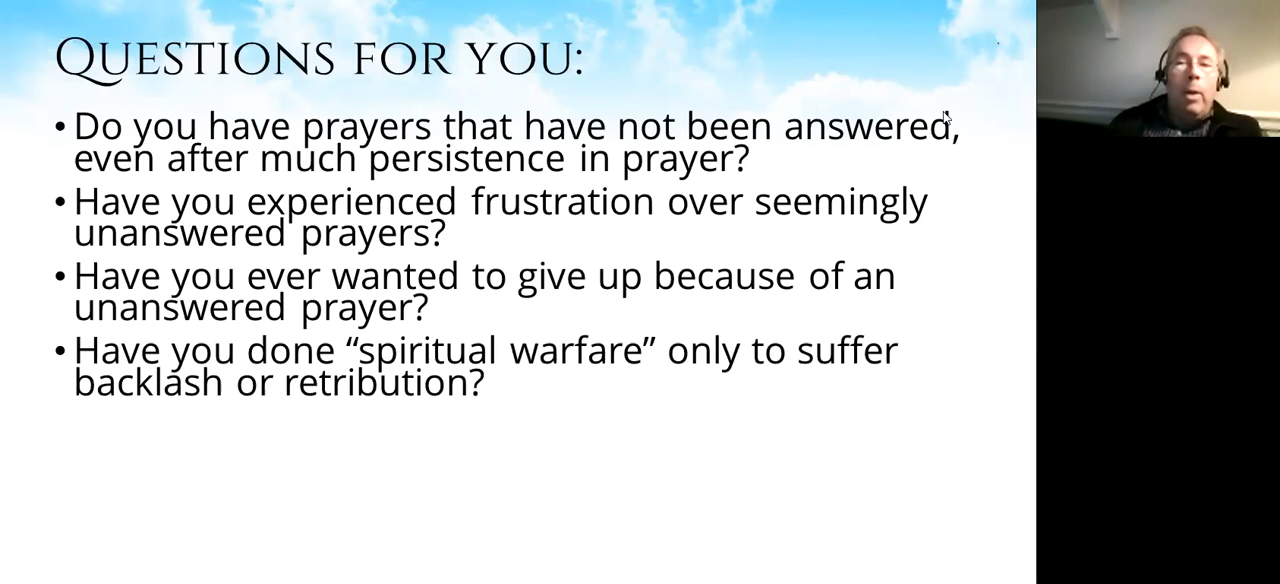 Questions for you:
• Do you have prayers that have not been answered,
even after much persistence in prayer?
• Have you experienced frustration over seemingly
unanswered prayers?
• Have you ever wanted to give up because of an
unanswered prayer?
• Have you done “spiritual warfare” only to suffer
backlash or retribution?